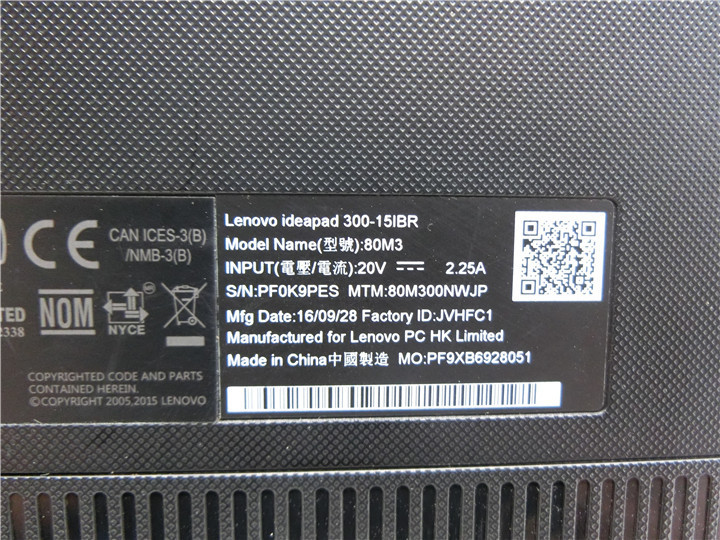 Lenovo ideapad 300-15IBR
Model Name(型號):80M3
INPUT(電壓/電流):20V ⎓ 2.25A
S/N:PF0K9PES MTM:80M300NWJP
Mfg Date:16/09/28 Factory ID:JVHFC1
Manufactured for Lenovo PC HK Limited
Made in China中國製造 MO:PF9XB6928051
CE
CAN ICES-3(B)
/NMB-3(B)
NOM
NYCE
2338
COPYRIGHTED CODE AND PARTS
CONTAINED HEREIN.
©COPYRIGHT 2005,2015 LENOVO